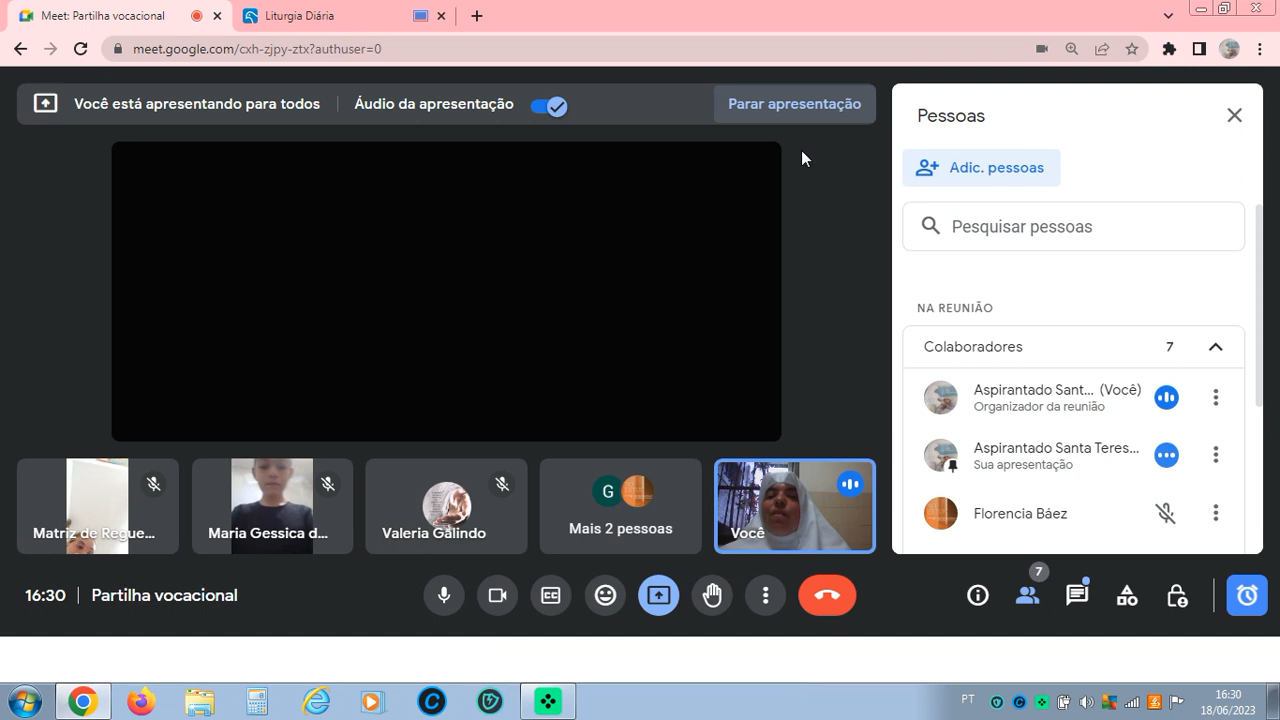 Meet: Partilha vocacional
Liturgia Diária
meet.google.com/cxh-zjpy-ztx?authuser=0
Você está apresentando para todos
Áudio da apresentação
Parar apresentação
Pessoas
Adic. pessoas
Pesquisar pessoas
NA REUNIÃO
Colaboradores 7
Aspirantado Sant... (Você)
Organizador da reunião
Aspirantado Santa Teres...
Sua apresentação
Florencia Báez
Matriz de Regue...
Maria Gessica d...
Valeria Galindo
G
Mais 2 pessoas
Você
16:30
Partilha vocacional
CC
7
PT
16:30
18/06/2023